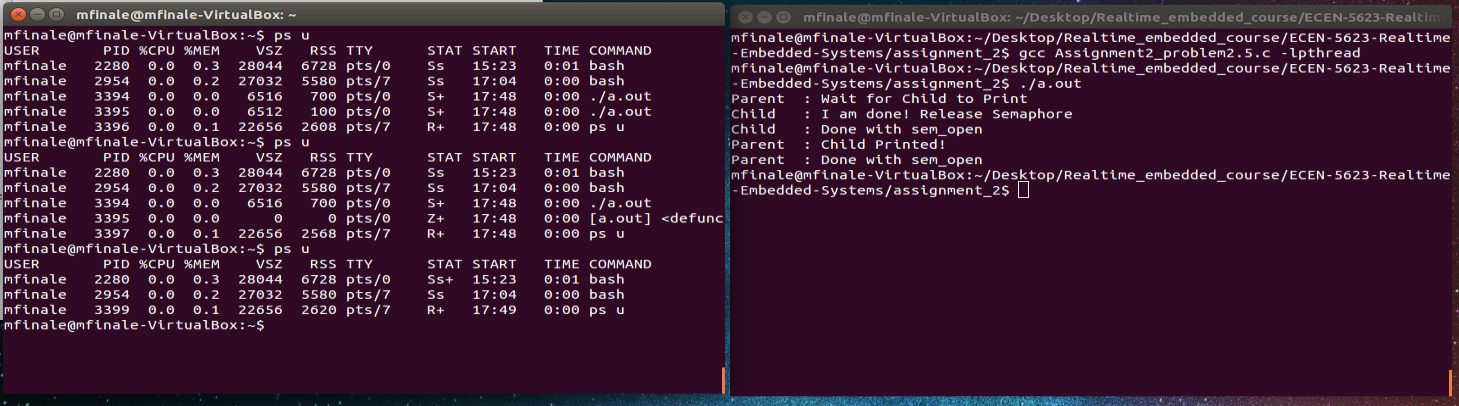 mfinale@mfinale-VirtualBox: ~
mfinale@mfinale-VirtualBox:~$ ps u
USER       PID %CPU %MEM    VSZ   RSS TTY      STAT START   TIME COMMAND
mfinale   2280  0.0  0.3  28044  6728 pts/0    Ss   15:23   0:01 bash
mfinale   2954  0.0  0.2  27032  5580 pts/7    Ss   17:04   0:00 bash
mfinale   3394  0.0  0.0   6516   700 pts/0    S+   17:48   0:00 ./a.out
mfinale   3395  0.0  0.0   6512   100 pts/0    S+   17:48   0:00 ./a.out
mfinale   3396  0.0  0.1  22656  2608 pts/7    R+   17:48   0:00 ps u
mfinale@mfinale-VirtualBox:~$ ps u
USER       PID %CPU %MEM    VSZ   RSS TTY      STAT START   TIME COMMAND
mfinale   2280  0.0  0.3  28044  6728 pts/0    Ss   15:23   0:01 bash
mfinale   2954  0.0  0.2  27032  5580 pts/7    Ss   17:04   0:00 bash
mfinale   3394  0.0  0.0   6516   700 pts/0    S+   17:48   0:00 ./a.out
mfinale   3395  0.0  0.0      0     0 pts/0    Z+   17:48   0:00 [a.out] <defunc
mfinale   3397  0.0  0.1  22656  2568 pts/7    R+   17:48   0:00 ps u
mfinale@mfinale-VirtualBox:~$ ps u
USER       PID %CPU %MEM    VSZ   RSS TTY      STAT START   TIME COMMAND
mfinale   2280  0.0  0.3  28044  6728 pts/0    Ss+  15:23   0:01 bash
mfinale   2954  0.0  0.2  27032  5580 pts/7    Ss   17:04   0:00 bash
mfinale   3399  0.0  0.1  22656  2620 pts/7    R+   17:49   0:00 ps u
mfinale@mfinale-VirtualBox:~$
mfinale@mfinale-VirtualBox: ~/Desktop/Realtime_embedded_course/ECEN-5623-Realtim
mfinale@mfinale-VirtualBox:~/Desktop/Realtime_embedded_course/ECEN-5623-Realtime
-Embedded-Systems/assignment_2$ gcc Assignment2_problem2.5.c -lpthread
mfinale@mfinale-VirtualBox:~/Desktop/Realtime_embedded_course/ECEN-5623-Realtime
-Embedded-Systems/assignment_2$ ./a.out
Parent  : Wait for Child to Print
Child   : I am done! Release Semaphore
Child   : Done with sem_open
Parent  : Child Printed!
Parent  : Done with sem_open
mfinale@mfinale-VirtualBox:~/Desktop/Realtime_embedded_course/ECEN-5623-Realtime
-Embedded-Systems/assignment_2$